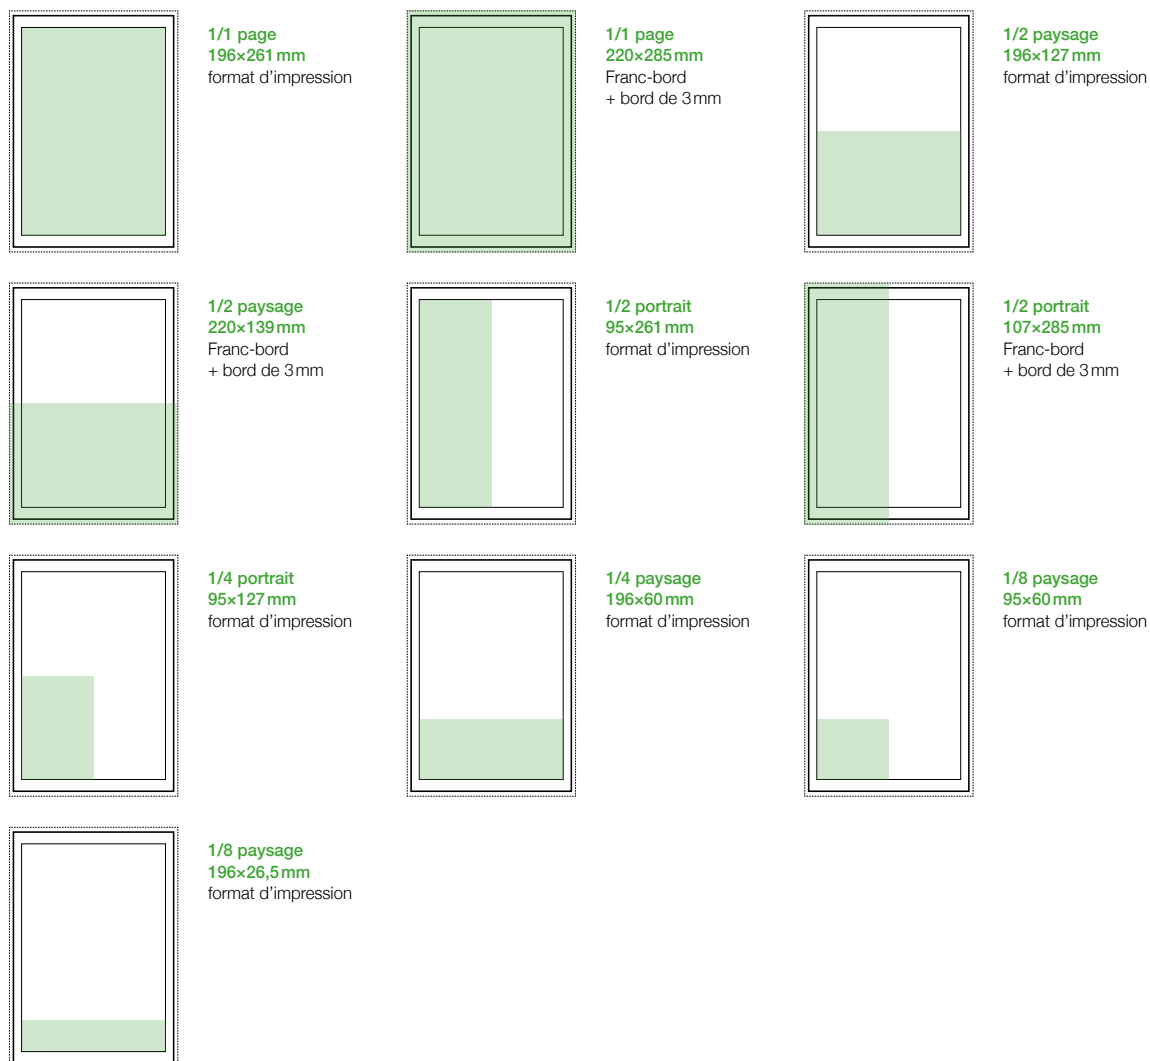 1/1 page
196×261 mm
format d’impression
1/1 page
220×285 mm
Franc-bord
+ bord de 3 mm
1/2 paysage
196×127 mm
format d’impression
1/2 paysage
220×139 mm
Franc-bord
+ bord de 3 mm
1/2 portrait
95×261 mm
format d’impression
1/2 portrait
107×285 mm
Franc-bord
+ bord de 3 mm
1/4 portrait
95×127 mm
format d’impression
1/4 paysage
196×60 mm
format d’impression
1/8 paysage
95×60 mm
format d’impression
1/8 paysage
196×26,5 mm
format d’impression